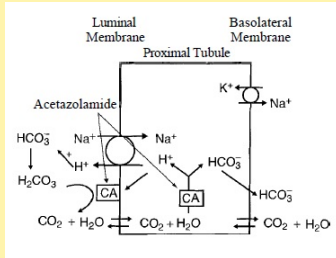 Luminal
Membrane
Basolateral
Membrane
Proximal Tubule
K⁺
Na⁺
Acetazolamide
HCO₃⁻
Na⁺
Na⁺
H⁺
H⁺
HCO₃⁻
H₂CO₃
CA
CA
HCO₃⁻
CO₂ + H₂O
CO₂ + H₂O
CO₂ + H₂O